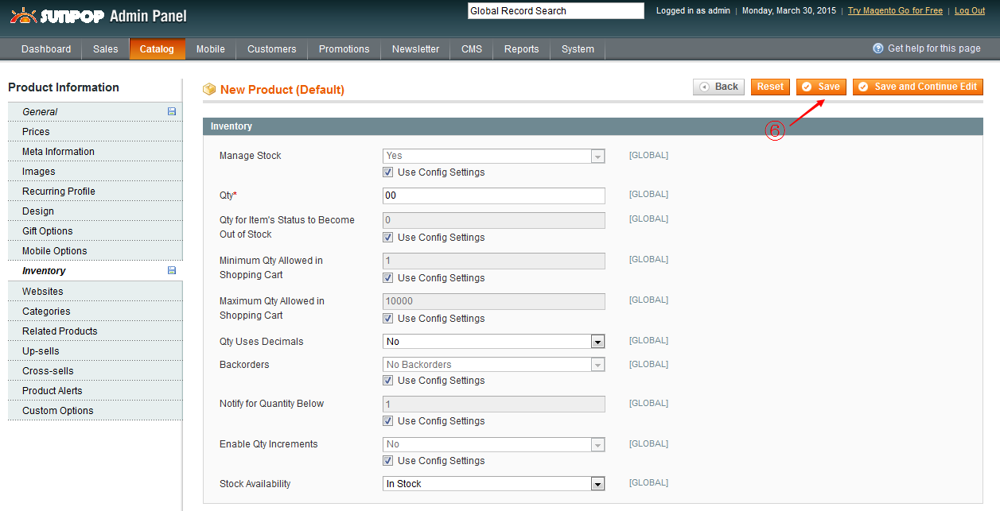 SUNPOP Admin Panel
Global Record Search
Logged in as admin | Monday, March 30, 2015 | Try Magento Go for Free | Log Out
Dashboard Sales Catalog Mobile Customers Promotions Newsletter CMS Reports System
Get help for this page
Product Information
General
Prices
Meta Information
Images
Recurring Profile
Design
Gift Options
Mobile Options
Inventory
Websites
Categories
Related Products
Up-sells
Cross-sells
Product Alerts
Custom Options
New Product (Default)
Back Reset Save Save and Continue Edit
⑥
Inventory
Manage Stock Yes [GLOBAL]
Use Config Settings
Qty* 00 [GLOBAL]
Qty for Item's Status to Become
Out of Stock
0 [GLOBAL]
Use Config Settings
Minimum Qty Allowed in
Shopping Cart
1 [GLOBAL]
Use Config Settings
Maximum Qty Allowed in
Shopping Cart
10000 [GLOBAL]
Use Config Settings
Qty Uses Decimals No [GLOBAL]
Backorders No Backorders [GLOBAL]
Use Config Settings
Notify for Quantity Below 1 [GLOBAL]
Use Config Settings
Enable Qty Increments No [GLOBAL]
Use Config Settings
Stock Availability In Stock [GLOBAL]